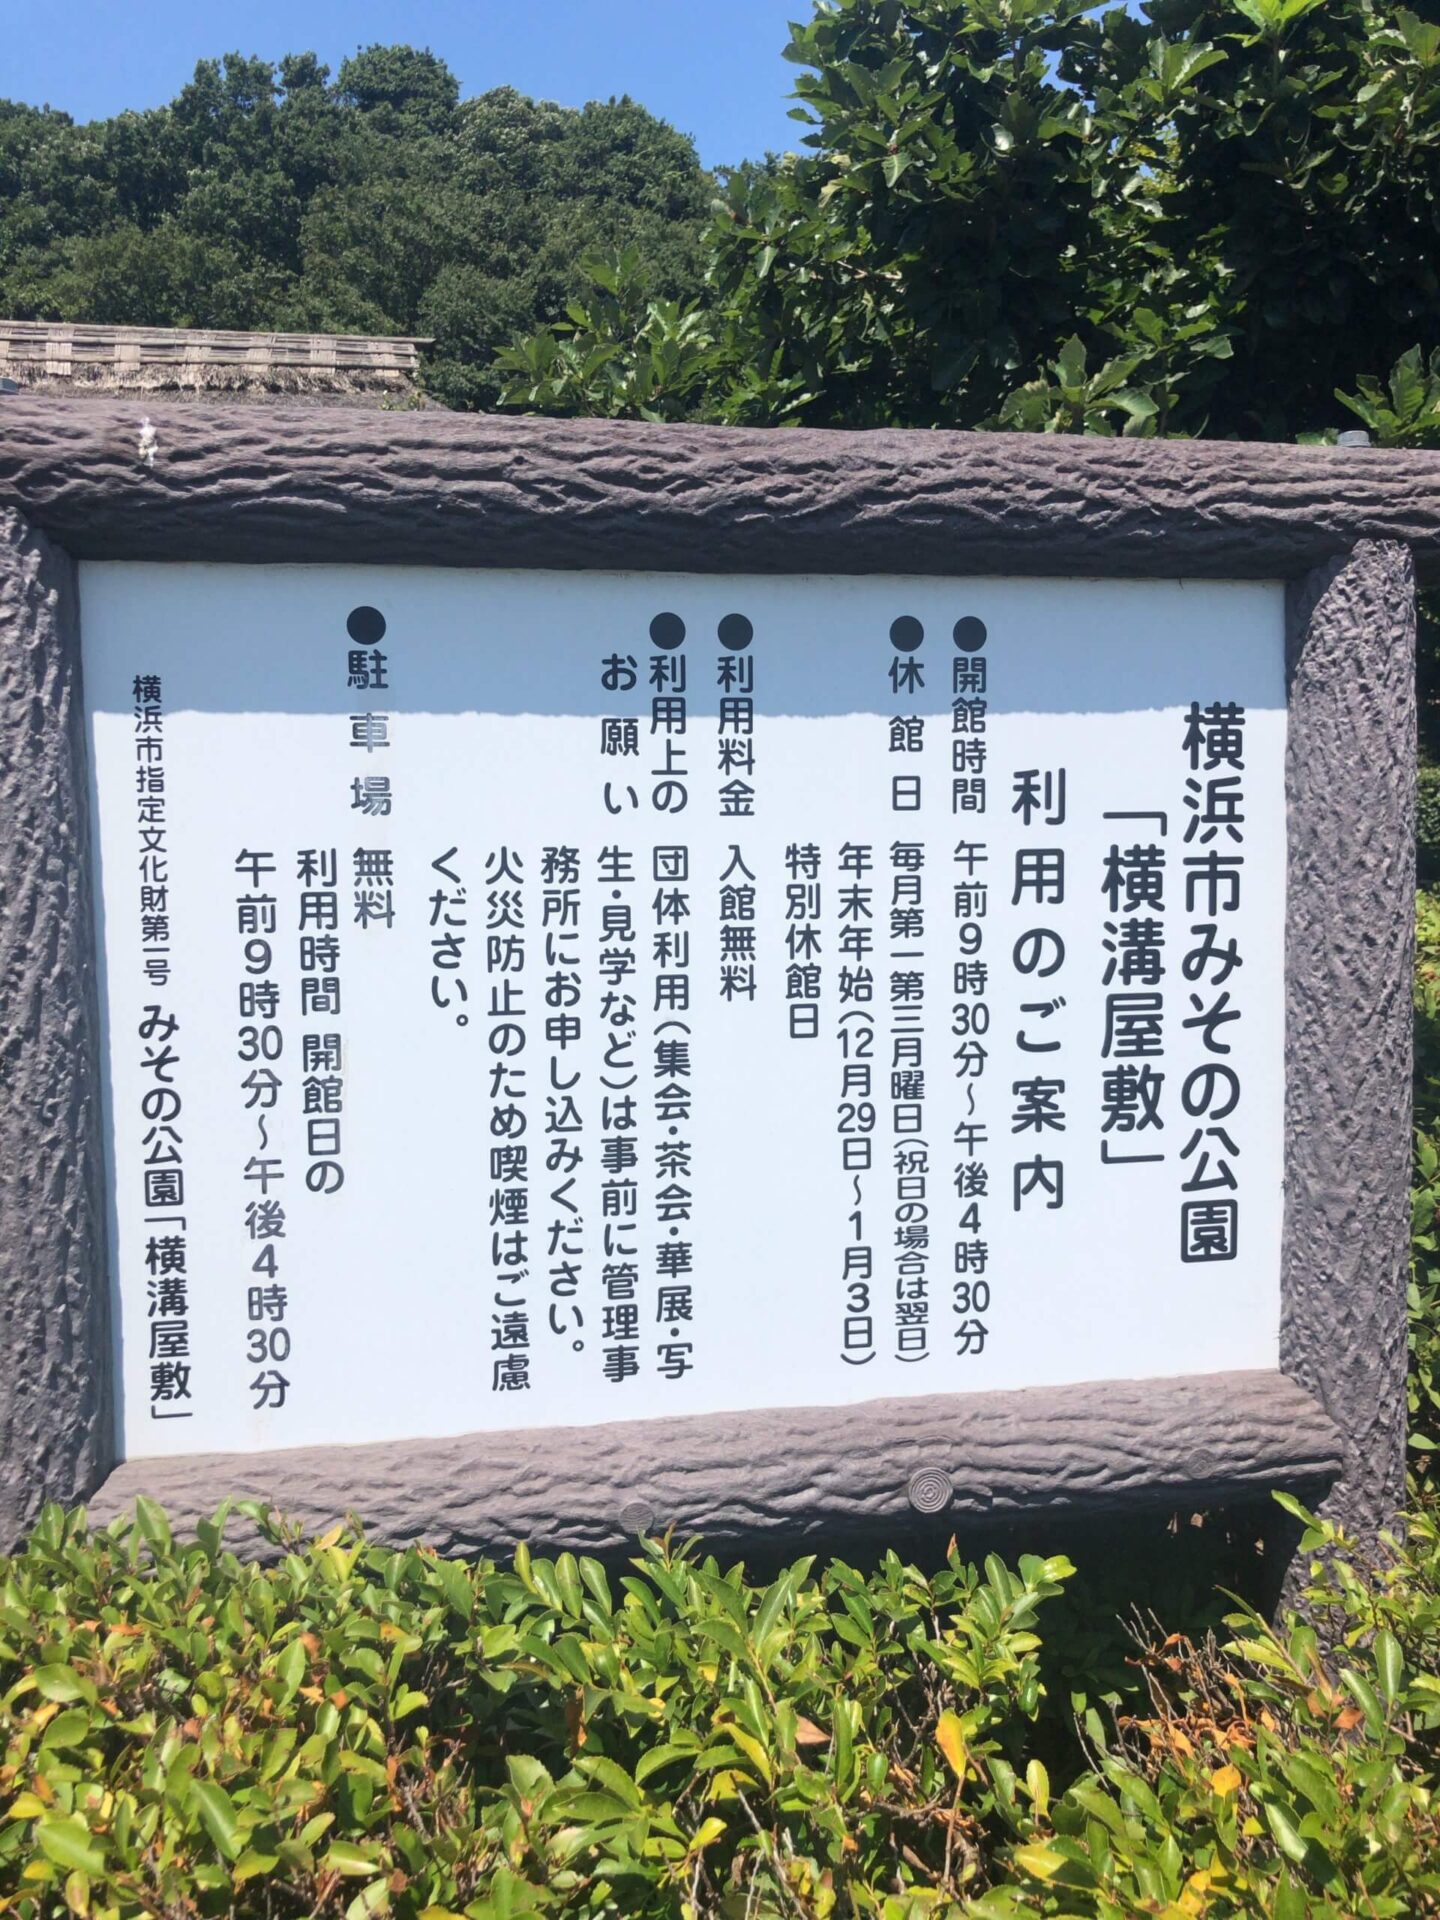 横浜市みその公園
「横溝屋敷」
利用のご案内
●開館時間 午前9時30分～午後4時30分
●休館日 毎月第一第三月曜日(祝日の場合は翌日)
年末年始(12月29日～1月3日)
特別休館日
●利用料金 入館無料
●利用上の
お願い
団体利用(集会・茶会・華展・写
生・見学など)は事前に管理事
務所にお申し込みください。
火災防止のため喫煙はご遠慮
ください。
●駐車場 無料
利用時間 開館日の
午前9時30分～午後4時30分
横浜市指定文化財第一号 みその公園「横溝屋敷」